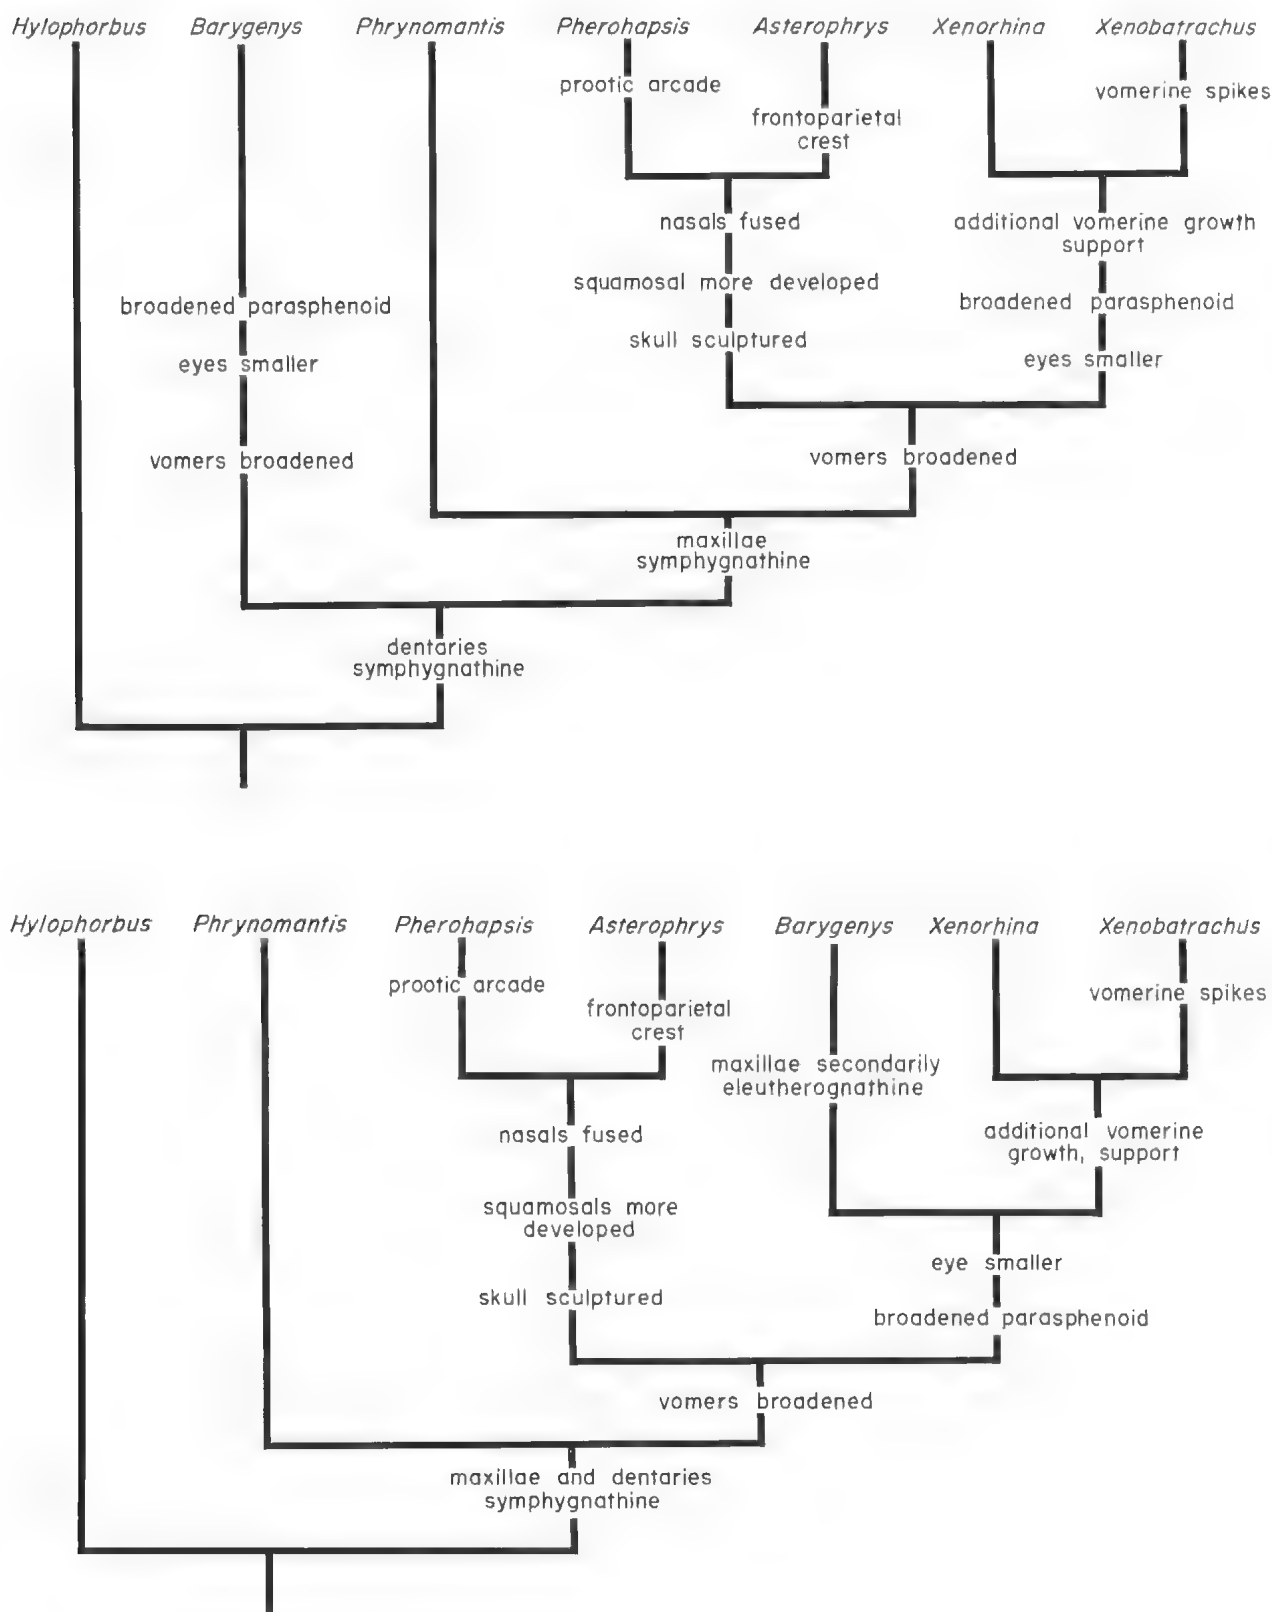 Hylophorbus Barygenys Phrynomantis Pherohapsis Asterophrys Xenorhina Xenobatrachus
prootic arcade
vomerine spikes
frontoparietal
crest
nasals fused
additional vomerine growth
support
squamosal more developed
broadened parasphenoid
broadened parasphenoid
skull sculptured
eyes smaller
eyes smaller
vomers broadened
vomers broadened
maxillae
symphygnathine
dentaries
symphygnathine
Hylophorbus Phrynomantis Pherohapsis Asterophrys Barygenys Xenorhina Xenobatrachus
prootic arcade
vomerine spikes
frontoparietal
crest
maxillae secondarily
eleutherognathine
nasals fused
additional vomerine
growth, support
squamosals more
developed
eye smaller
skull sculptured
broadened parasphenoid
vomers broadened
maxillae and dentaries
symphygnathine